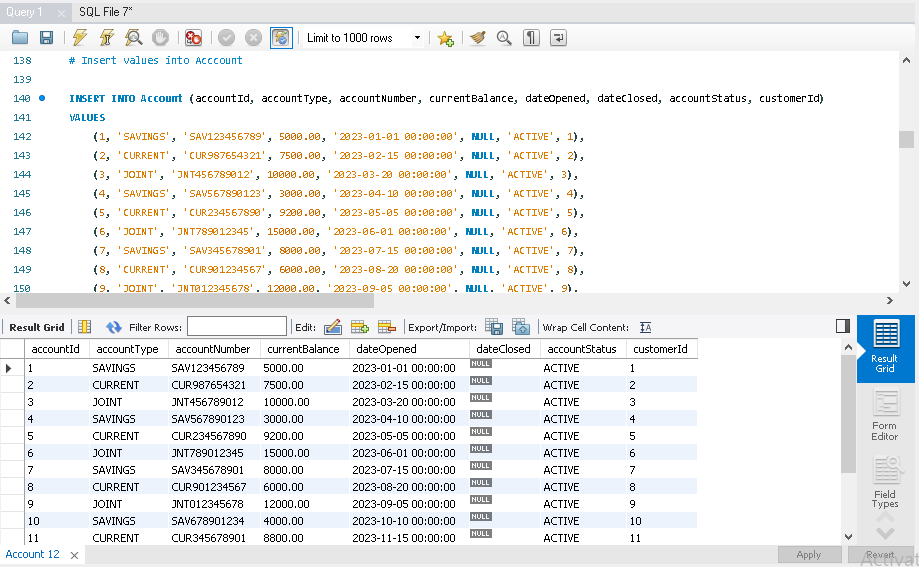 Query 1 × SQL File 7*
Limit to 1000 rows
138 # Insert values into Acccount
139
140 INSERT INTO Account (accountId, accountType, accountNumber, currentBalance, dateOpened, dateClosed, accountStatus, customerId)
141 VALUES
142 (1, 'SAVINGS', 'SAV123456789', 5000.00, '2023-01-01 00:00:00', NULL, 'ACTIVE', 1),
143 (2, 'CURRENT', 'CUR987654321', 7500.00, '2023-02-15 00:00:00', NULL, 'ACTIVE', 2),
144 (3, 'JOINT', 'JNT456789012', 10000.00, '2023-03-20 00:00:00', NULL, 'ACTIVE', 3),
145 (4, 'SAVINGS', 'SAV567890123', 3000.00, '2023-04-10 00:00:00', NULL, 'ACTIVE', 4),
146 (5, 'CURRENT', 'CUR234567890', 9200.00, '2023-05-05 00:00:00', NULL, 'ACTIVE', 5),
147 (6, 'JOINT', 'JNT789012345', 15000.00, '2023-06-01 00:00:00', NULL, 'ACTIVE', 6),
148 (7, 'SAVINGS', 'SAV345678901', 8000.00, '2023-07-15 00:00:00', NULL, 'ACTIVE', 7),
149 (8, 'CURRENT', 'CUR901234567', 6000.00, '2023-08-20 00:00:00', NULL, 'ACTIVE', 8),
150 (9, 'JOINT', 'JNT012345678', 12000.00, '2023-09-05 00:00:00', NULL, 'ACTIVE', 9),
Result Grid Filter Rows: Edit: Export/Import: Wrap Cell Content: IA
accountId accountType accountNumber currentBalance dateOpened dateClosed accountStatus customerId
1 SAVINGS SAV123456789 5000.00 2023-01-01 00:00:00 NULL ACTIVE 1
2 CURRENT CUR987654321 7500.00 2023-02-15 00:00:00 NULL ACTIVE 2
3 JOINT JNT456789012 10000.00 2023-03-20 00:00:00 NULL ACTIVE 3
4 SAVINGS SAV567890123 3000.00 2023-04-10 00:00:00 NULL ACTIVE 4
5 CURRENT CUR234567890 9200.00 2023-05-05 00:00:00 NULL ACTIVE 5
6 JOINT JNT789012345 15000.00 2023-06-01 00:00:00 NULL ACTIVE 6
7 SAVINGS SAV345678901 8000.00 2023-07-15 00:00:00 NULL ACTIVE 7
8 CURRENT CUR901234567 6000.00 2023-08-20 00:00:00 NULL ACTIVE 8
9 JOINT JNT012345678 12000.00 2023-09-05 00:00:00 NULL ACTIVE 9
10 SAVINGS SAV678901234 4000.00 2023-10-10 00:00:00 NULL ACTIVE 10
11 CURRENT CUR345678901 8800.00 2023-11-15 00:00:00 NULL ACTIVE 11
Result
Grid
Form
Editor
Field
Types
Account 12 × Apply Revert
Activat